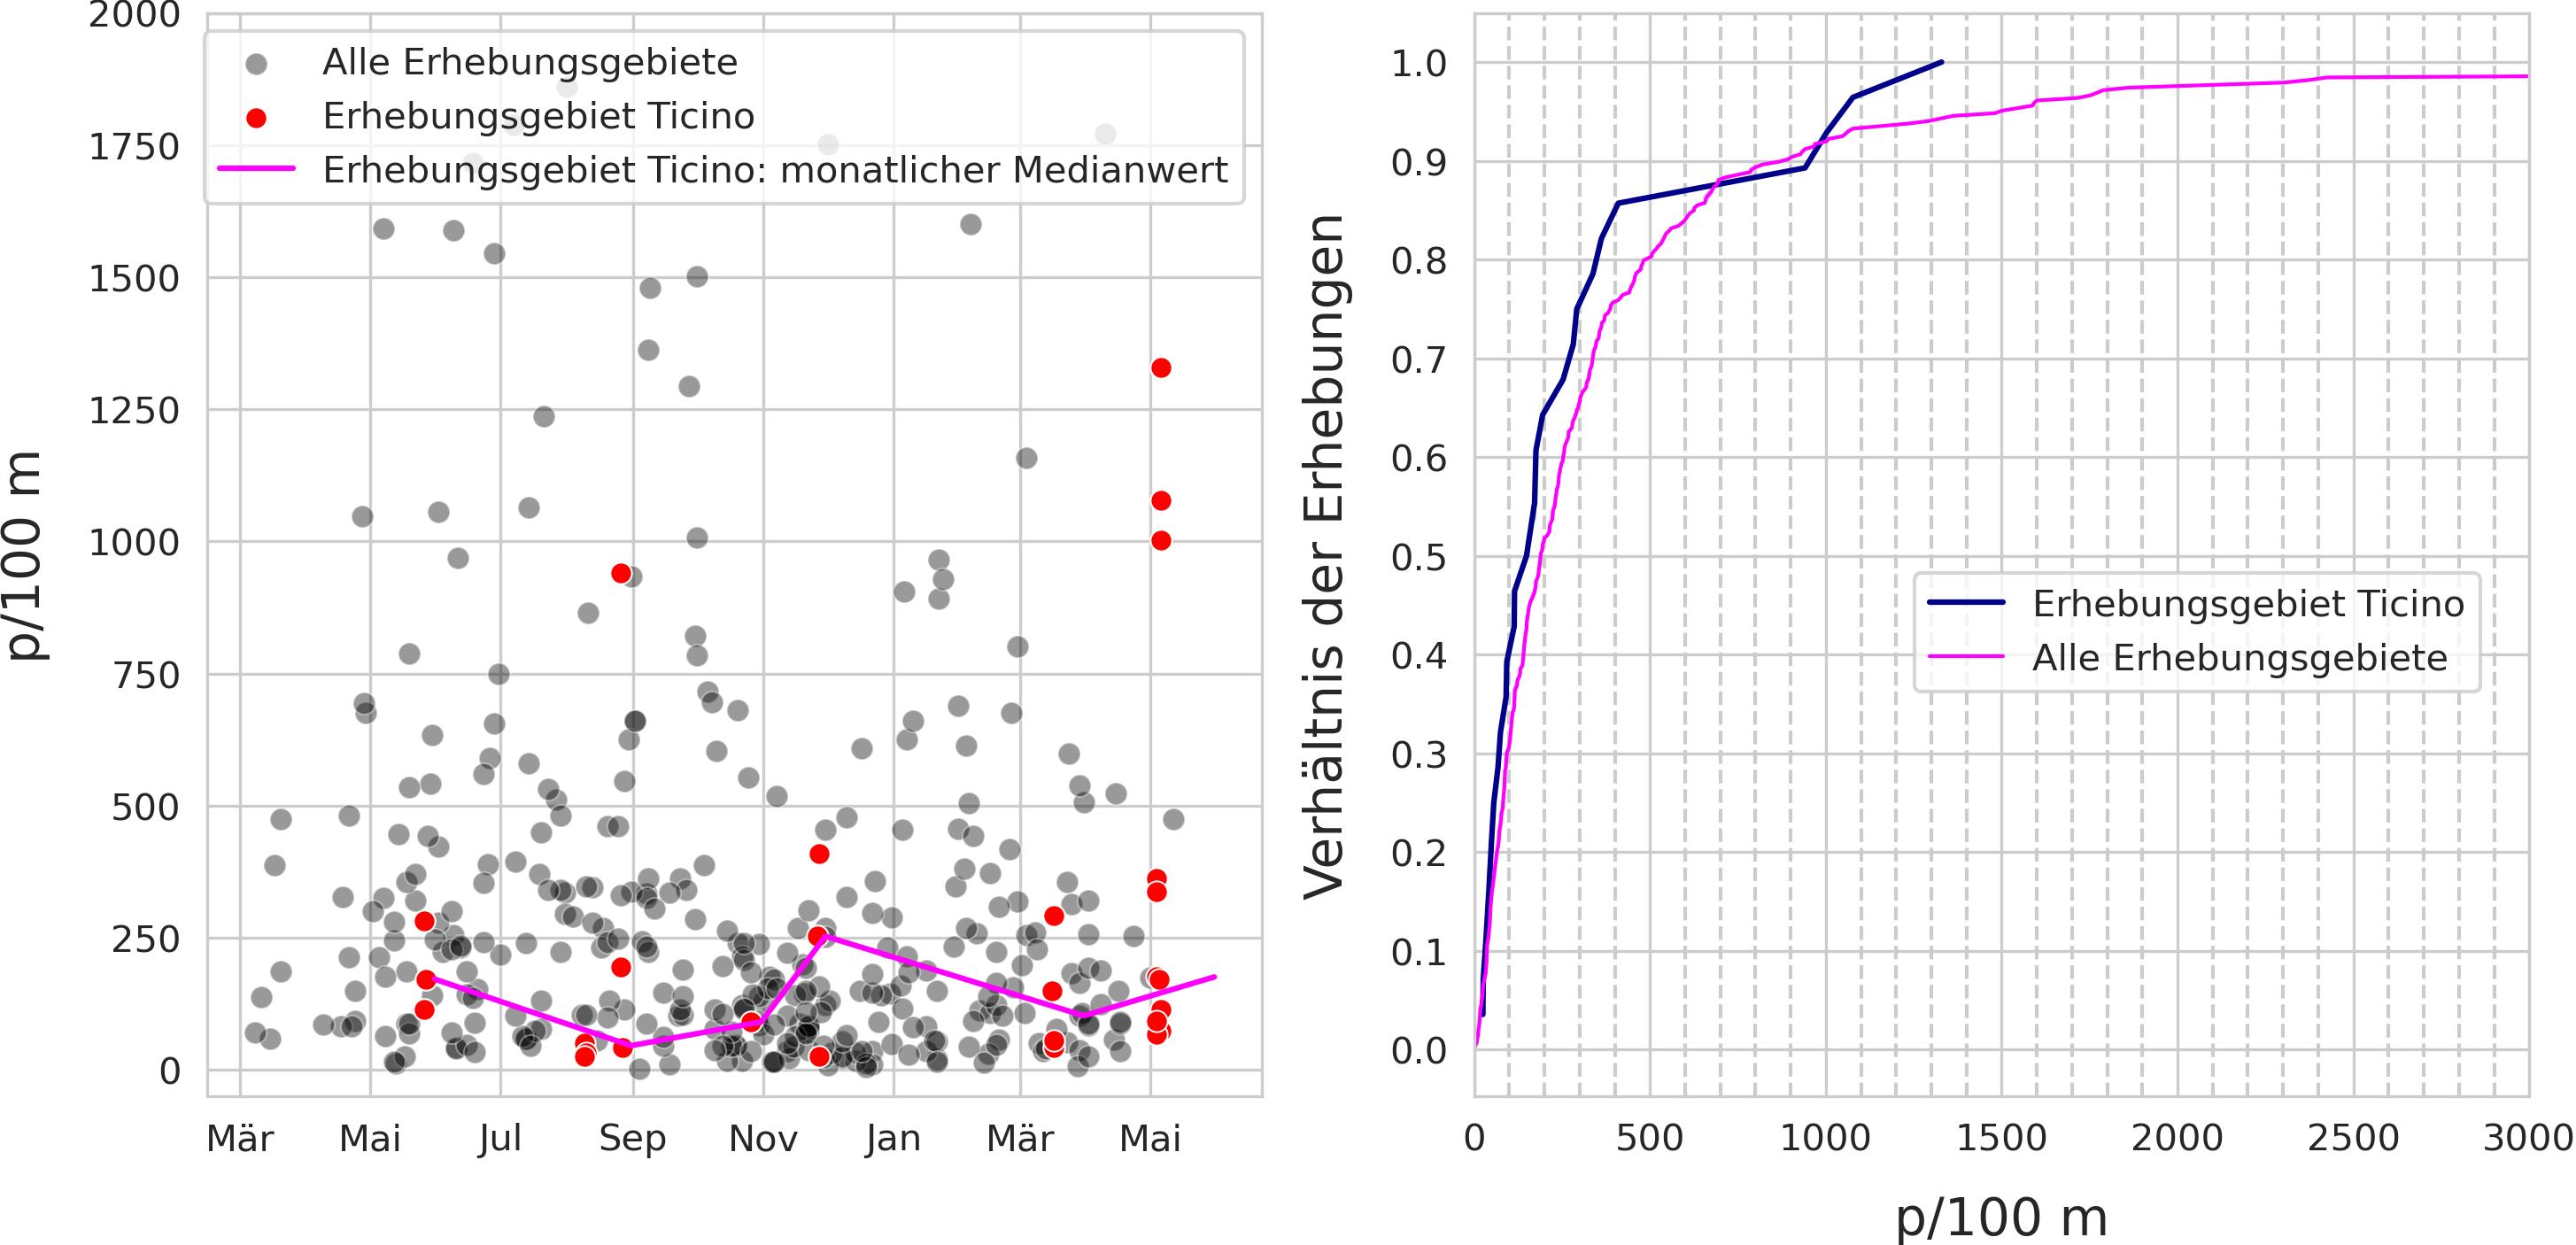 2000
1750
1500
1250
1000
750
500
250
0
p/100 m
Alle Erhebungsgebiete
Erhebungsgebiet Ticino
Erhebungsgebiet Ticino: monatlicher Medianwert
Mär Mai Jul Sep Nov Jan Mär Mai
1.0
0.9
0.8
0.7
0.6
0.5
0.4
0.3
0.2
0.1
0.0
Verhältnis der Erhebungen
Erhebungsgebiet Ticino
Alle Erhebungsgebiete
0 500 1000 1500 2000 2500 3000
p/100 m